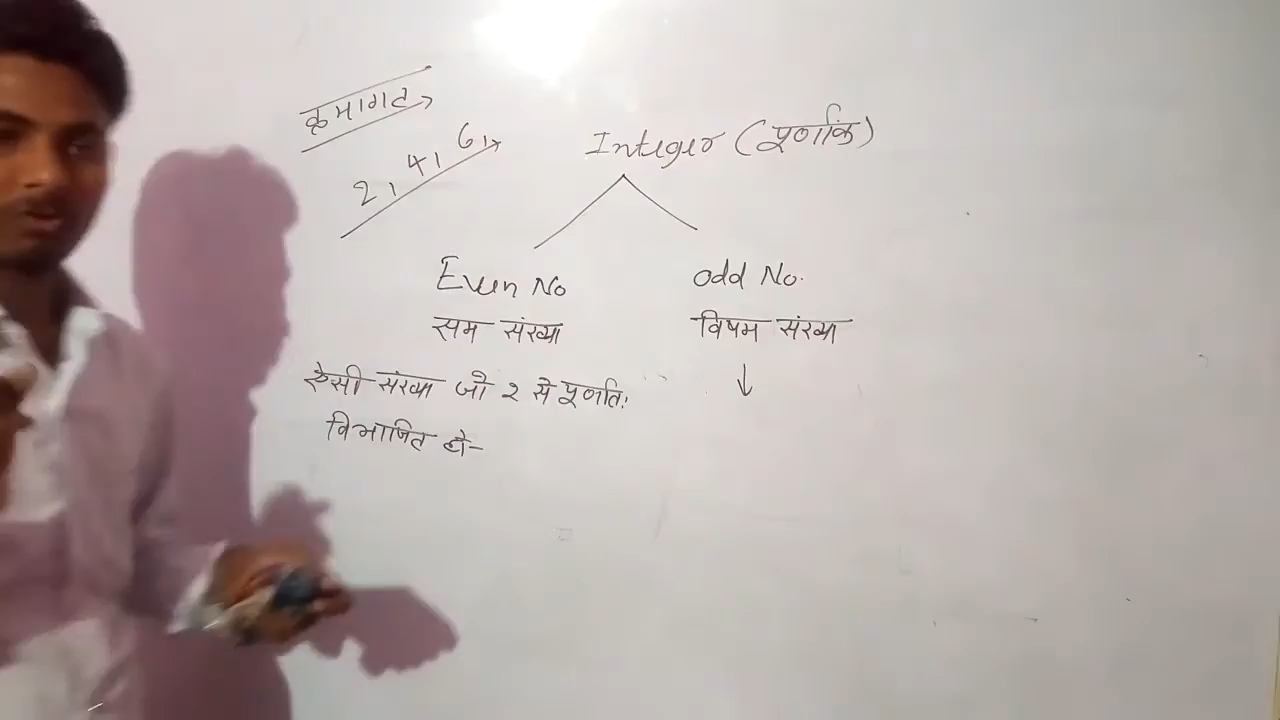 क्रमागत
2, 4, 6,
Integer (पूर्णांक)
Even No
सम संख्या
odd No.
विषम संख्या
ऐसी संख्या जो 2 से पूर्णतः
विभाजित हो-